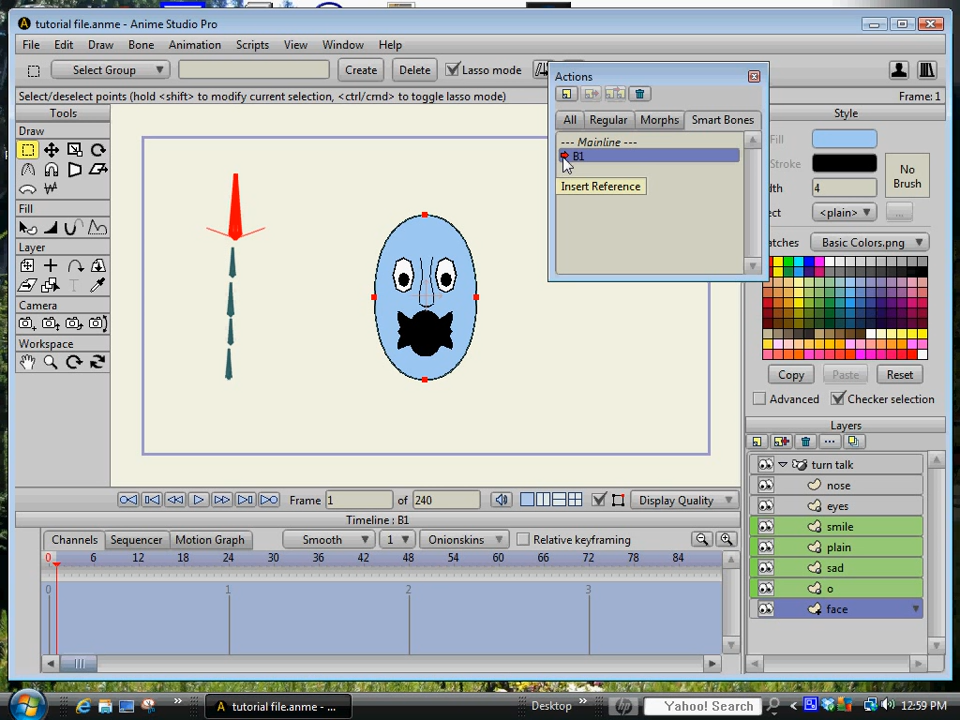 tutorial file.anme - Anime Studio Pro
File Edit Draw Bone Animation Scripts View Window Help
Select Group Create Delete Lasso mode
Select/deselect points (hold <shift> to modify current selection, <ctrl/cmd> to toggle lasso mode)
Frame: 1
Tools
Draw
Fill
Layer
Camera
Workspace
Actions
All Regular Morphs Smart Bones
--- Mainline ---
B1
Insert Reference
Style
Fill
Stroke
No
Brush
4
<plain> ...
Basic Colors.png
Copy Paste Reset
Advanced Checker selection
Layers
turn talk
nose
eyes
smile
plain
sad
o
face
Frame 1 of 240 Display Quality
Timeline : B1
Channels Sequencer Motion Graph Smooth 1 Onionskins Relative keyframing
0 6 12 18 24 30 36 42 48 54 60 66 72 78 84
0 1 2 3
tutorial file.anme - ...
Desktop
hp
Yahoo! Search
12:59 PM